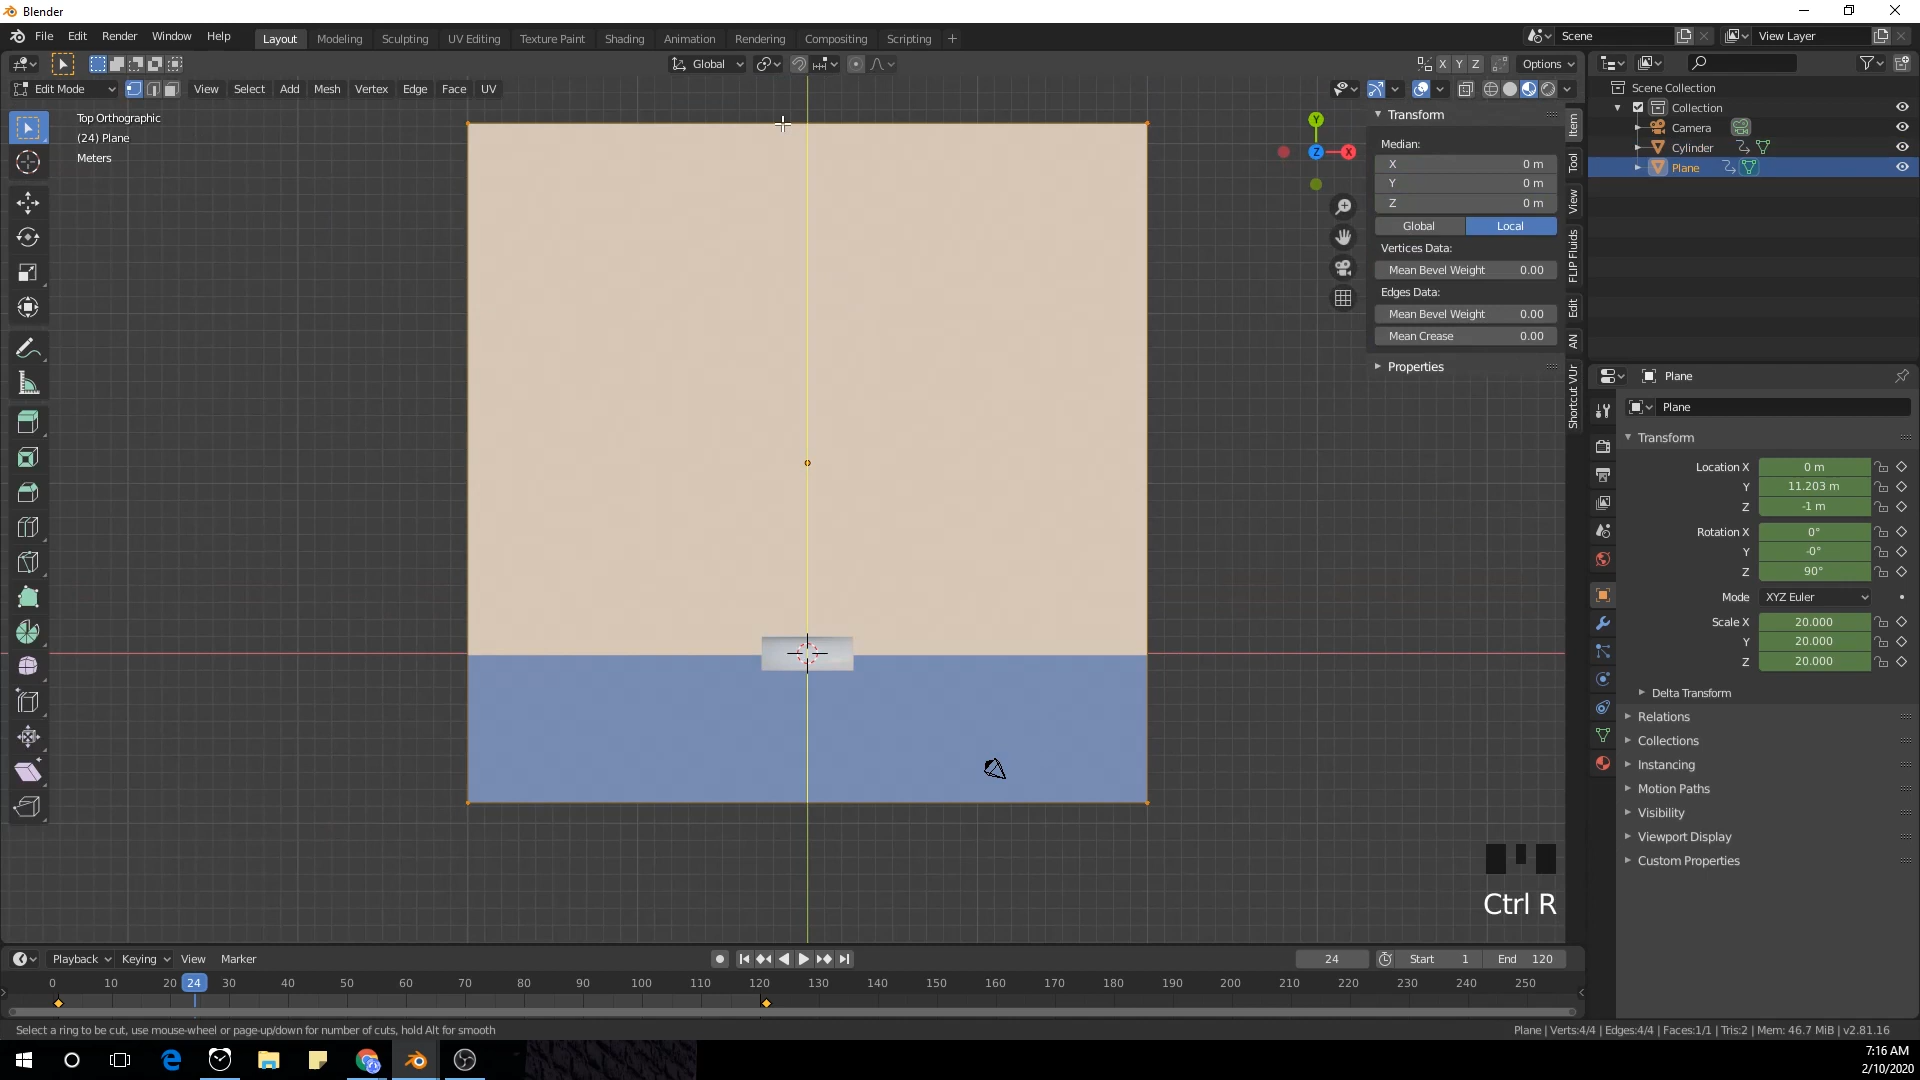 Blender
File Edit Render Window Help
Layout Modeling Sculpting UV Editing Texture Paint Shading Animation Rendering Compositing Scripting +
Scene
View Layer
Global
X Y Z
Options
Edit Mode
View Select Add Mesh Vertex Edge Face UV
Top Orthographic
(24) Plane
Meters
Y
Z
X
Transform
Median:
X 0 m
Y 0 m
Z 0 m
Global Local
Vertices Data:
Mean Bevel Weight 0.00
Edges Data:
Mean Bevel Weight 0.00
Mean Crease 0.00
Properties
Item
Tool
View
FLIP Fluids
Edit
AN
Shortcut VUr
Scene Collection
Collection
Camera
Cylinder
Plane
Plane
Plane
Transform
Location X 0 m
Y 11.203 m
Z -1 m
Rotation X 0°
Y -0°
Z 90°
Mode XYZ Euler
Scale X 20.000
Y 20.000
Z 20.000
Delta Transform
Relations
Collections
Instancing
Motion Paths
Visibility
Viewport Display
Custom Properties
Ctrl R
Playback Keying View Marker
24
Start 1
End 120
0 10 20 24 30 40 50 60 70 80 90 100 110 120 130 140 150 160 170 180 190 200 210 220 230 240 250
Select a ring to be cut, use mouse-wheel or page-up/down for number of cuts, hold Alt for smooth
Plane | Verts:4/4 | Edges:4/4 | Faces:1/1 | Tris:2 | Mem: 46.7 MiB | v2.81.16
7:16 AM
2/10/2020